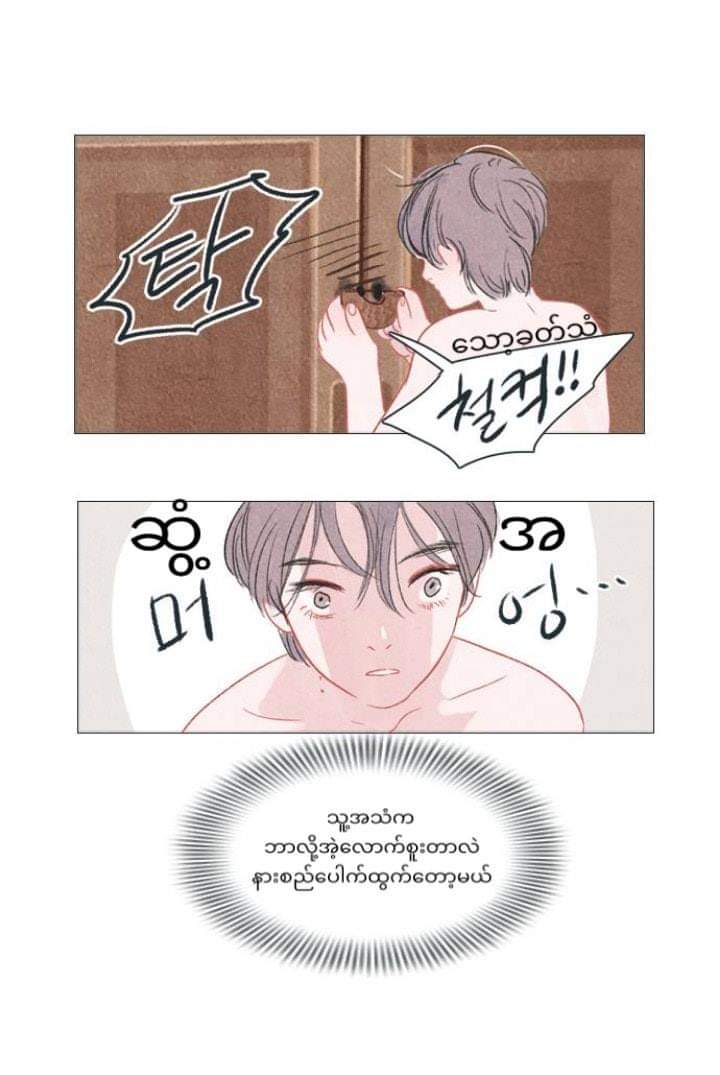 탁
သော့ခတ်သံ
철컥!!
ဆွံ့
အ
머
엉...
သူ့အသံက
ဘာလို့အဲ့လောက်စူးတာလဲ
နားစည်ပေါက်ထွက်တော့မယ်